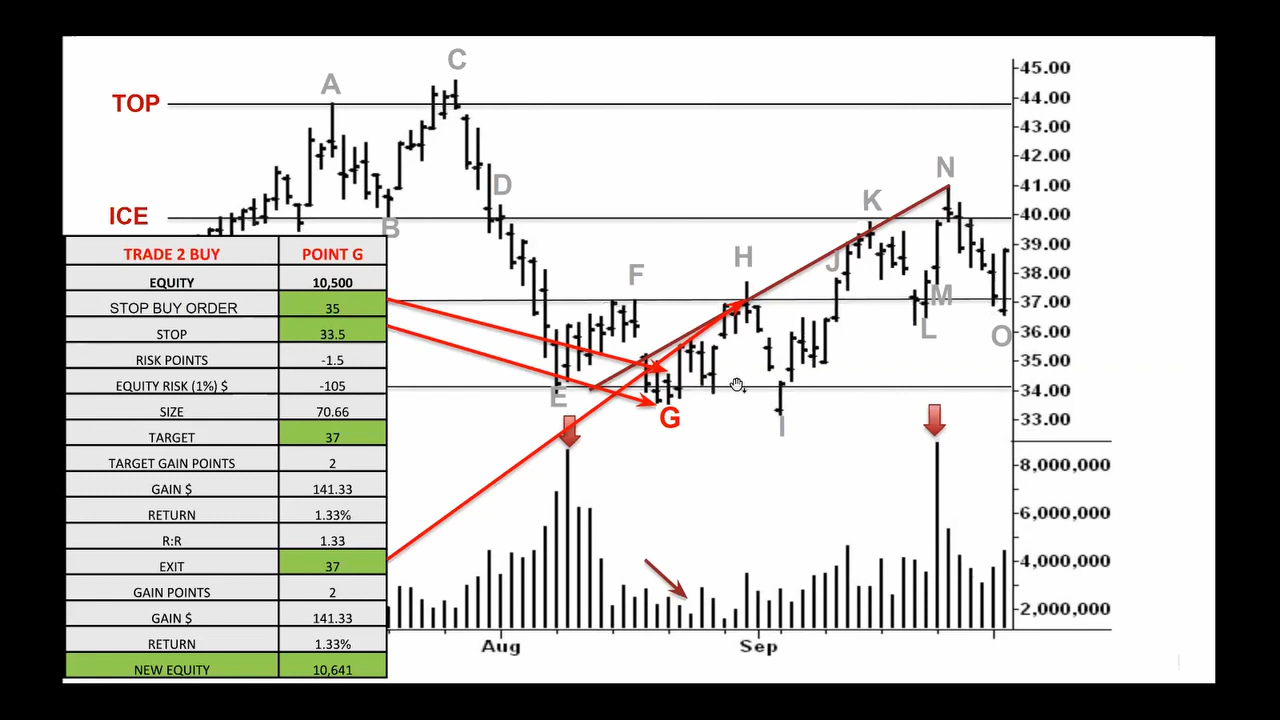 C
A
TOP
D
ICE
B
N
K
J
H
F
M
L
O
E
G
I
TRADE 2 BUY POINT G
EQUITY 10,500
STOP BUY ORDER 35
STOP 33.5
RISK POINTS -1.5
EQUITY RISK (1%) $ -105
SIZE 70.66
TARGET 37
TARGET GAIN POINTS 2
GAIN $ 141.33
RETURN 1.33%
R:R 1.33
EXIT 37
GAIN POINTS 2
GAIN $ 141.33
RETURN 1.33%
NEW EQUITY 10,641
45.00
44.00
43.00
42.00
41.00
40.00
39.00
38.00
37.00
36.00
35.00
34.00
33.00
8,000,000
6,000,000
4,000,000
2,000,000
Aug Sep